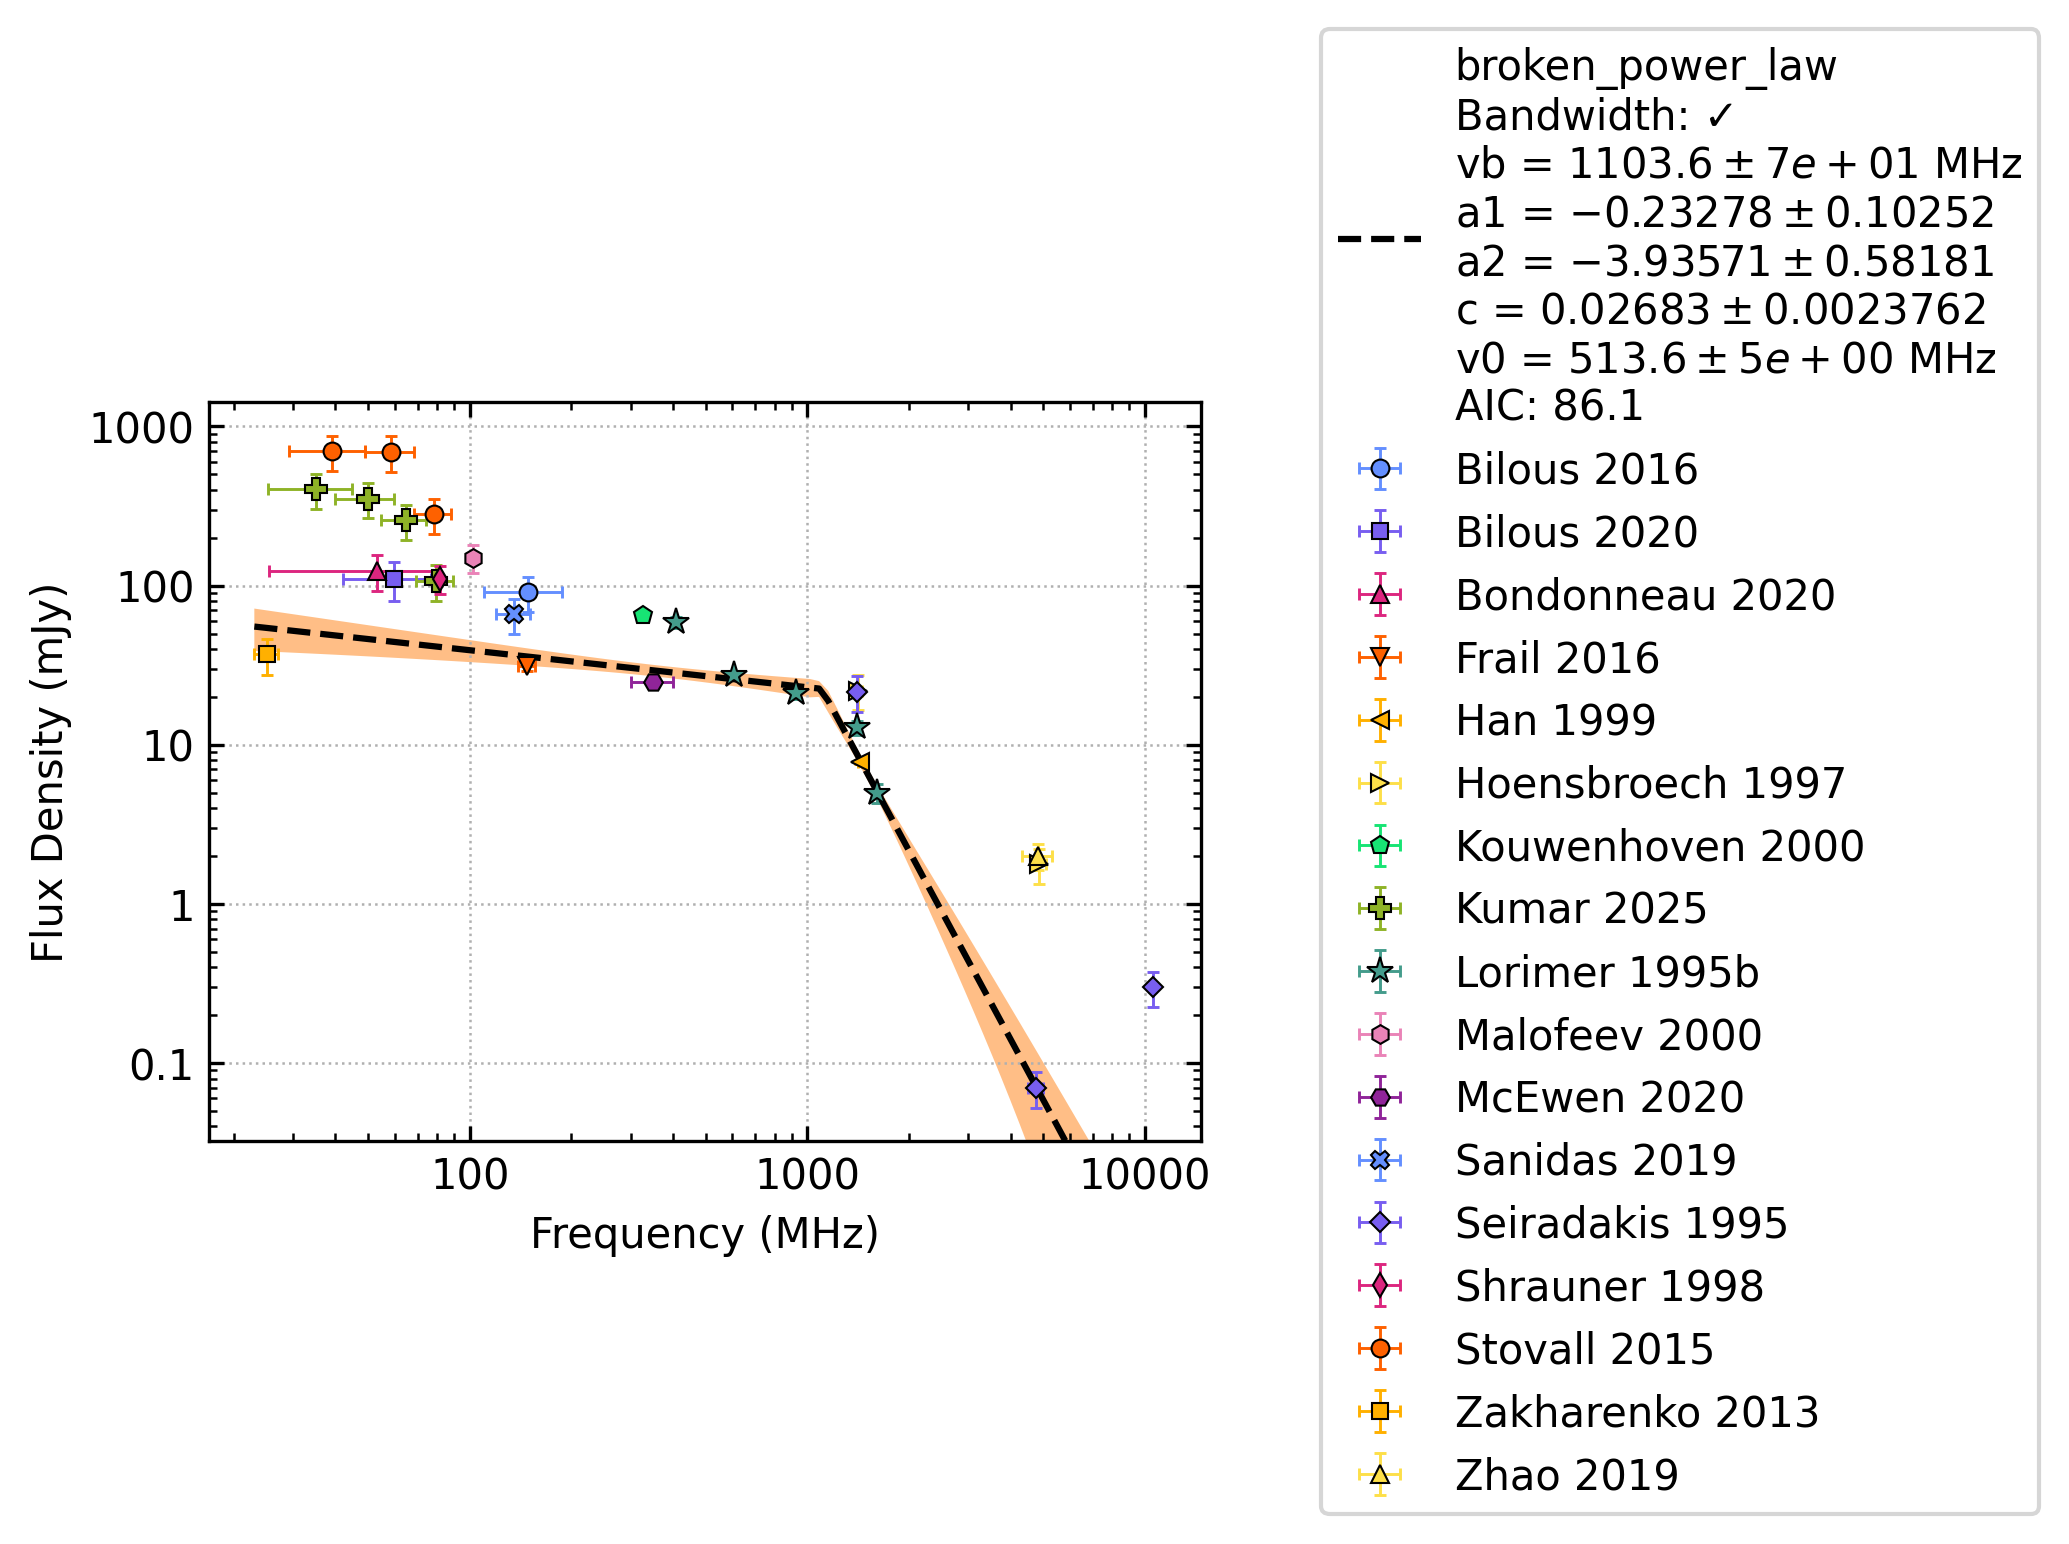 broken_power_law
Bandwidth: ✓
vb = 1103.6 ± 7e + 01 MHz
a1 = −0.23278 ± 0.10252
a2 = −3.93571 ± 0.58181
c = 0.02683 ± 0.0023762
v0 = 513.6 ± 5e + 00 MHz
AIC: 86.1
Bilous 2016
Bilous 2020
Bondonneau 2020
Frail 2016
Han 1999
Hoensbroech 1997
Kouwenhoven 2000
Kumar 2025
Lorimer 1995b
Malofeev 2000
McEwen 2020
Sanidas 2019
Seiradakis 1995
Shrauner 1998
Stovall 2015
Zakharenko 2013
Zhao 2019
1000
100
10
1
0.1
Flux Density (mJy)
100
1000
10000
Frequency (MHz)